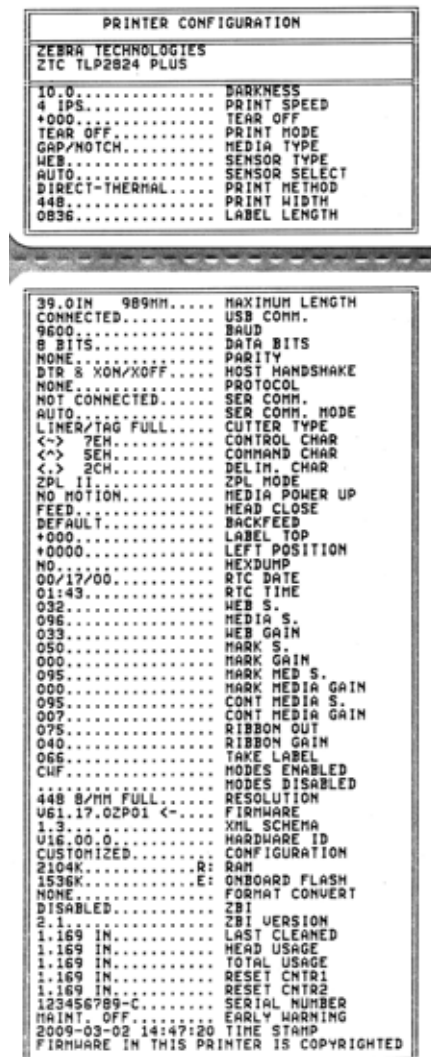 PRINTER CONFIGURATION
ZEBRA TECHNOLOGIES
ZTC TLP2824 PLUS
10.0............... DARKNESS
4 IPS.............. PRINT SPEED
+000............... TEAR OFF
TEAR OFF........... PRINT MODE
GAP/NOTCH.......... MEDIA TYPE
WEB................ SENSOR TYPE
AUTO............... SENSOR SELECT
DIRECT-THERMAL..... PRINT METHOD
448................ PRINT WIDTH
0836............... LABEL LENGTH
39.0IN   989MM..... MAXIMUM LENGTH
CONNECTED.......... USB COMM.
9600............... BAUD
8 BITS............. DATA BITS
NONE............... PARITY
DTR & XON/XOFF..... HOST HANDSHAKE
NONE............... PROTOCOL
NOT CONNECTED...... SER COMM.
AUTO............... SER COMM. MODE
LINER/TAG FULL..... CUTTER TYPE
<~>  7EH........... CONTROL CHAR
<^>  5EH........... COMMAND CHAR
<,>  2CH........... DELIM. CHAR
ZPL II............. ZPL MODE
NO MOTION.......... MEDIA POWER UP
FEED............... HEAD CLOSE
DEFAULT............ BACKFEED
+000............... LABEL TOP
+0000.............. LEFT POSITION
NO................. HEXDUMP
00/17/00........... RTC DATE
01:43.............. RTC TIME
032................ WEB S.
096................ MEDIA S.
033................ WEB GAIN
050................ MARK S.
000................ MARK GAIN
095................ MARK MED S.
000................ MARK MEDIA GAIN
095................ CONT MEDIA S.
007................ CONT MEDIA GAIN
075................ RIBBON OUT
040................ RIBBON GAIN
066................ TAKE LABEL
CWF................ MODES ENABLED
................... MODES DISABLED
448 8/MM FULL...... RESOLUTION
V61.17.0ZP01 <-.... FIRMWARE
1.3................ XML SCHEMA
V16.00.0........... HARDWARE ID
CUSTOMIZED......... CONFIGURATION
2104K............R: RAM
1536K............E: ONBOARD FLASH
NONE............... FORMAT CONVERT
DISABLED........... ZBI
2.1................ ZBI VERSION
1.169 IN........... LAST CLEANED
1.169 IN........... HEAD USAGE
1.169 IN........... TOTAL USAGE
1.169 IN........... RESET CNTR1
1.169 IN........... RESET CNTR2
123456789-C........ SERIAL NUMBER
MAINT. OFF......... EARLY WARNING
2009-03-02 14:47:20 TIME STAMP
FIRMWARE IN THIS PRINTER IS COPYRIGHTED